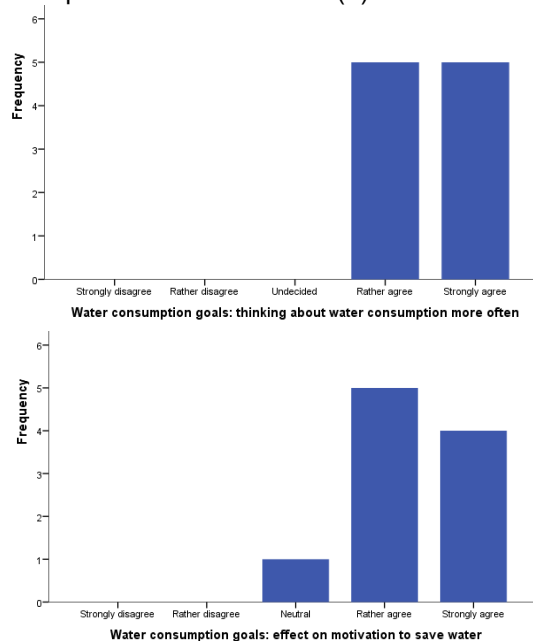 6
5
4
3
2
1
0
Frequency
Strongly disagree Rather disagree Undecided Rather agree Strongly agree
Water consumption goals: thinking about water consumption more often
6
5
4
3
2
1
0
Frequency
Strongly disagree Rather disagree Neutral Rather agree Strongly agree
Water consumption goals: effect on motivation to save water